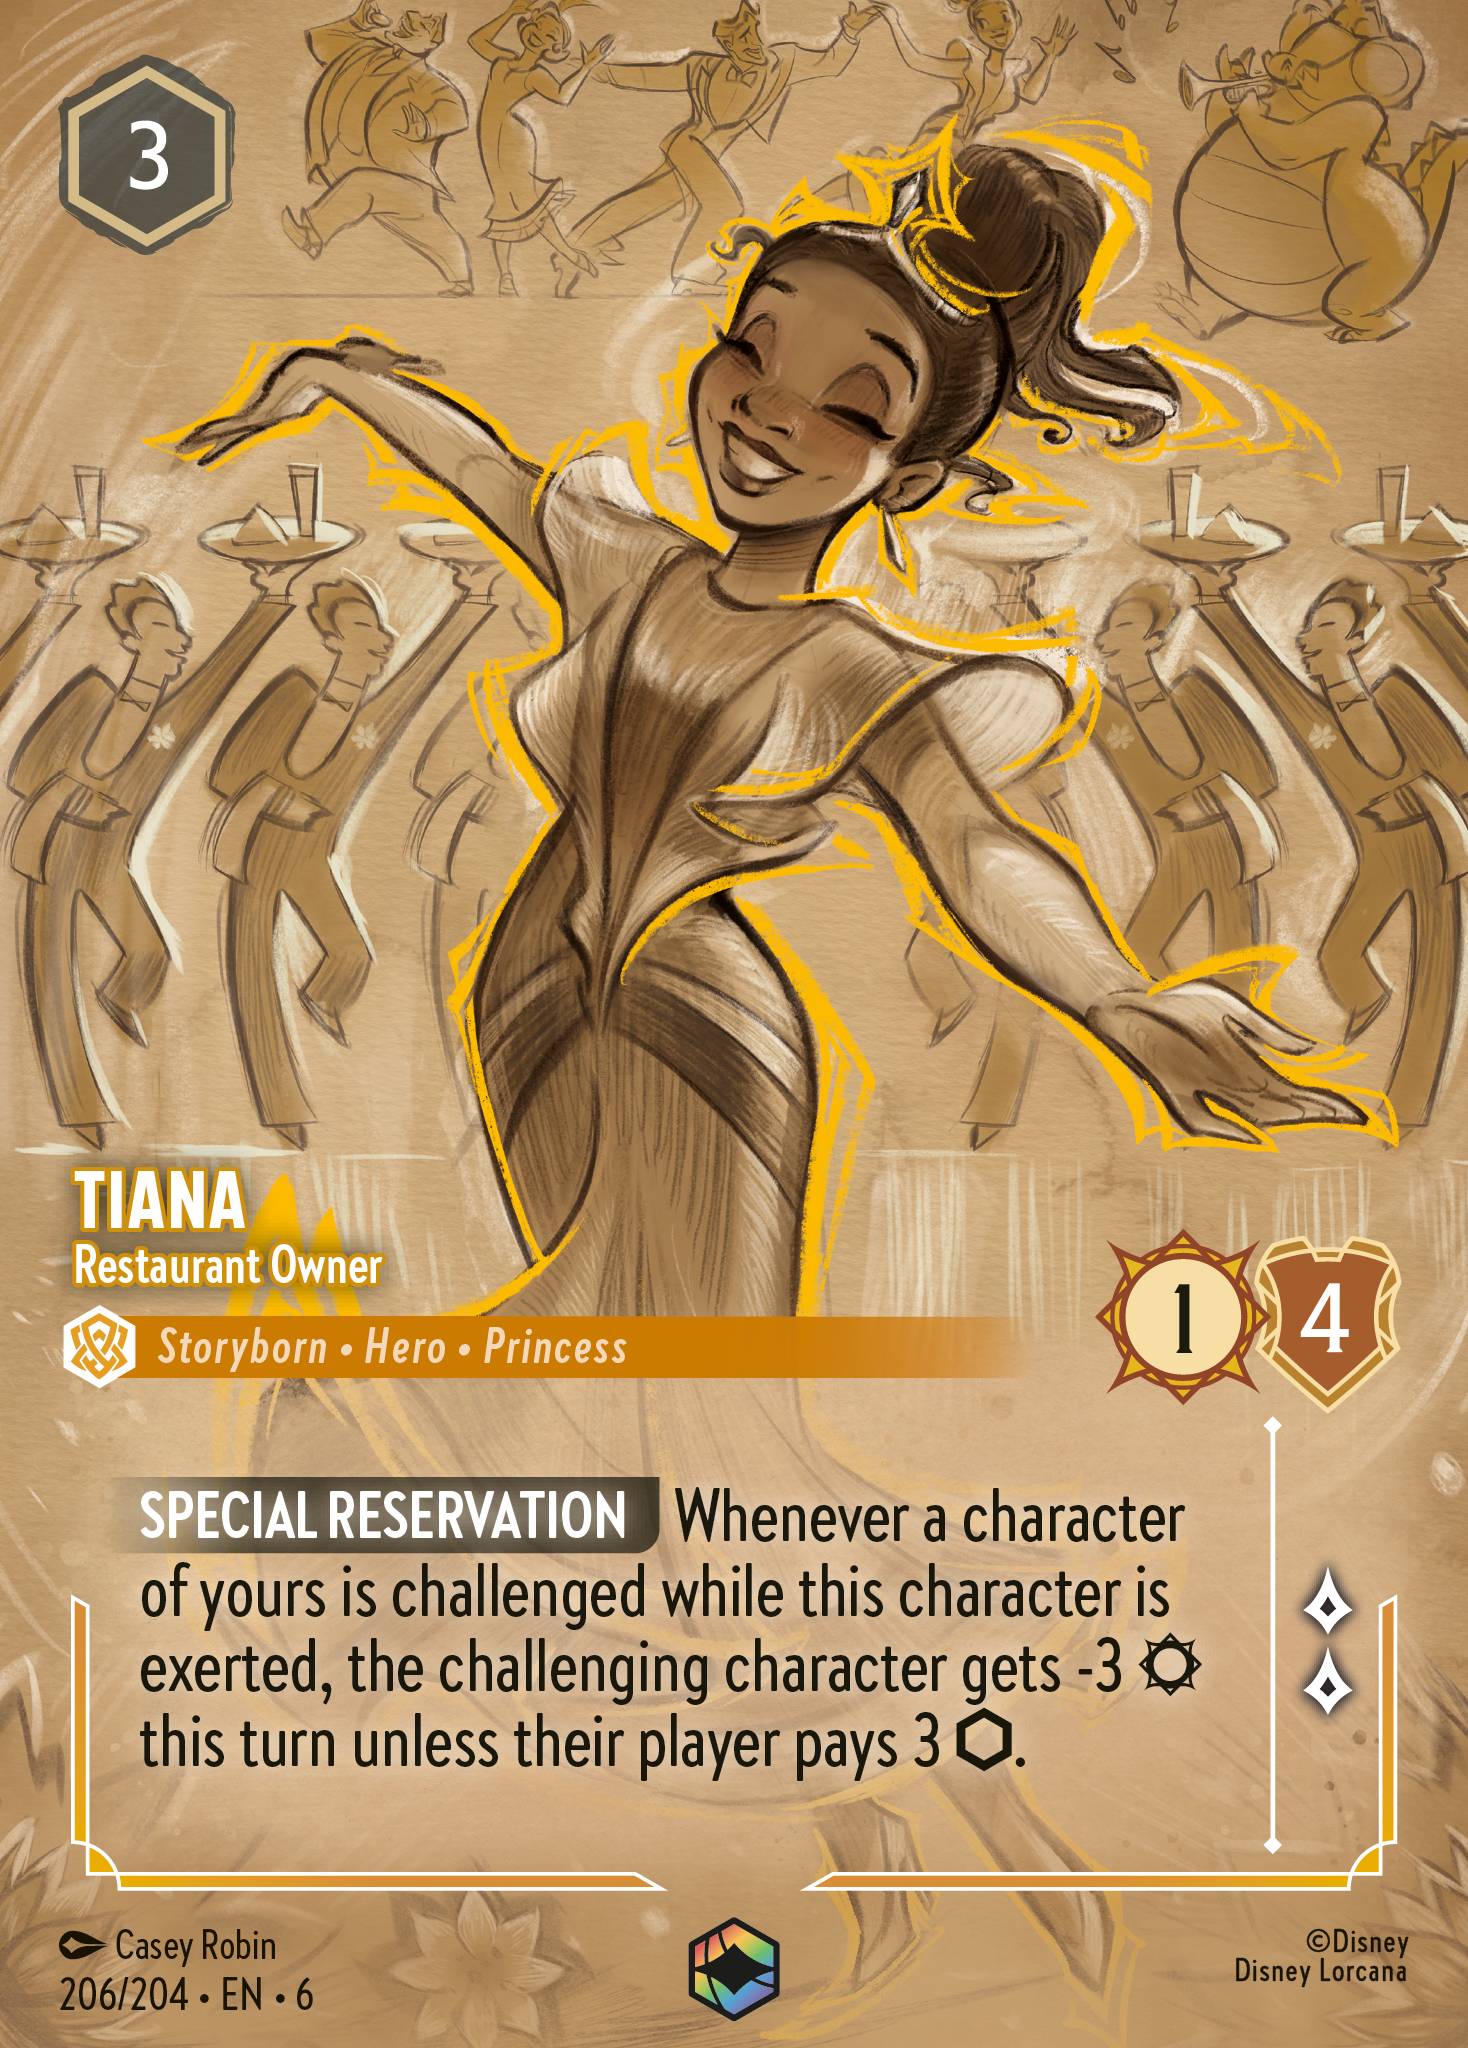 3
TIANA
Restaurant Owner
Storyborn • Hero • Princess
1 4
SPECIAL RESERVATION Whenever a character
of yours is challenged while this character is
exerted, the challenging character gets -3
this turn unless their player pays 3 .
Casey Robin
206/204 • EN • 6
©Disney
Disney Lorcana